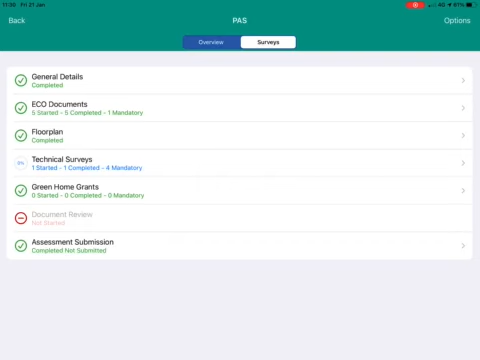 11:30 Fri 21 Jan
4G 61%
Back
PAS
Options
Overview
Surveys
General Details
Completed
ECO Documents
5 Started - 5 Completed - 1 Mandatory
Floorplan
Completed
Technical Surveys
1 Started - 1 Completed - 4 Mandatory
Green Home Grants
0 Started - 0 Completed - 0 Mandatory
Document Review
Not Started
Assessment Submission
Completed Not Submitted